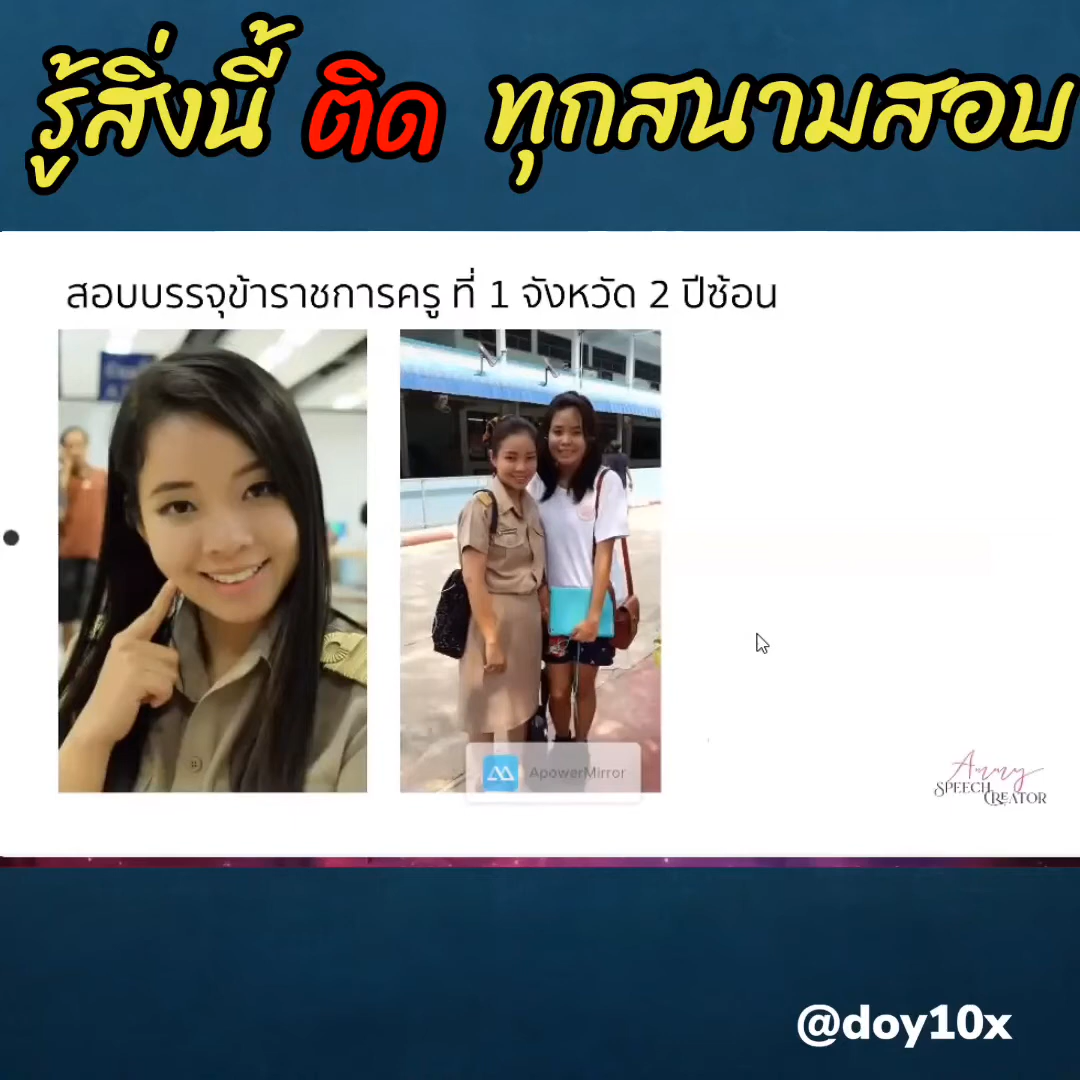 รู้สิ่งนี้ ติด ทุกสนามสอบ
สอบบรรจุข้าราชการครู ที่ 1 จังหวัด 2 ปีซ้อน
ApowerMirror
Ammy
SPEECH CREATOR
@doy10x